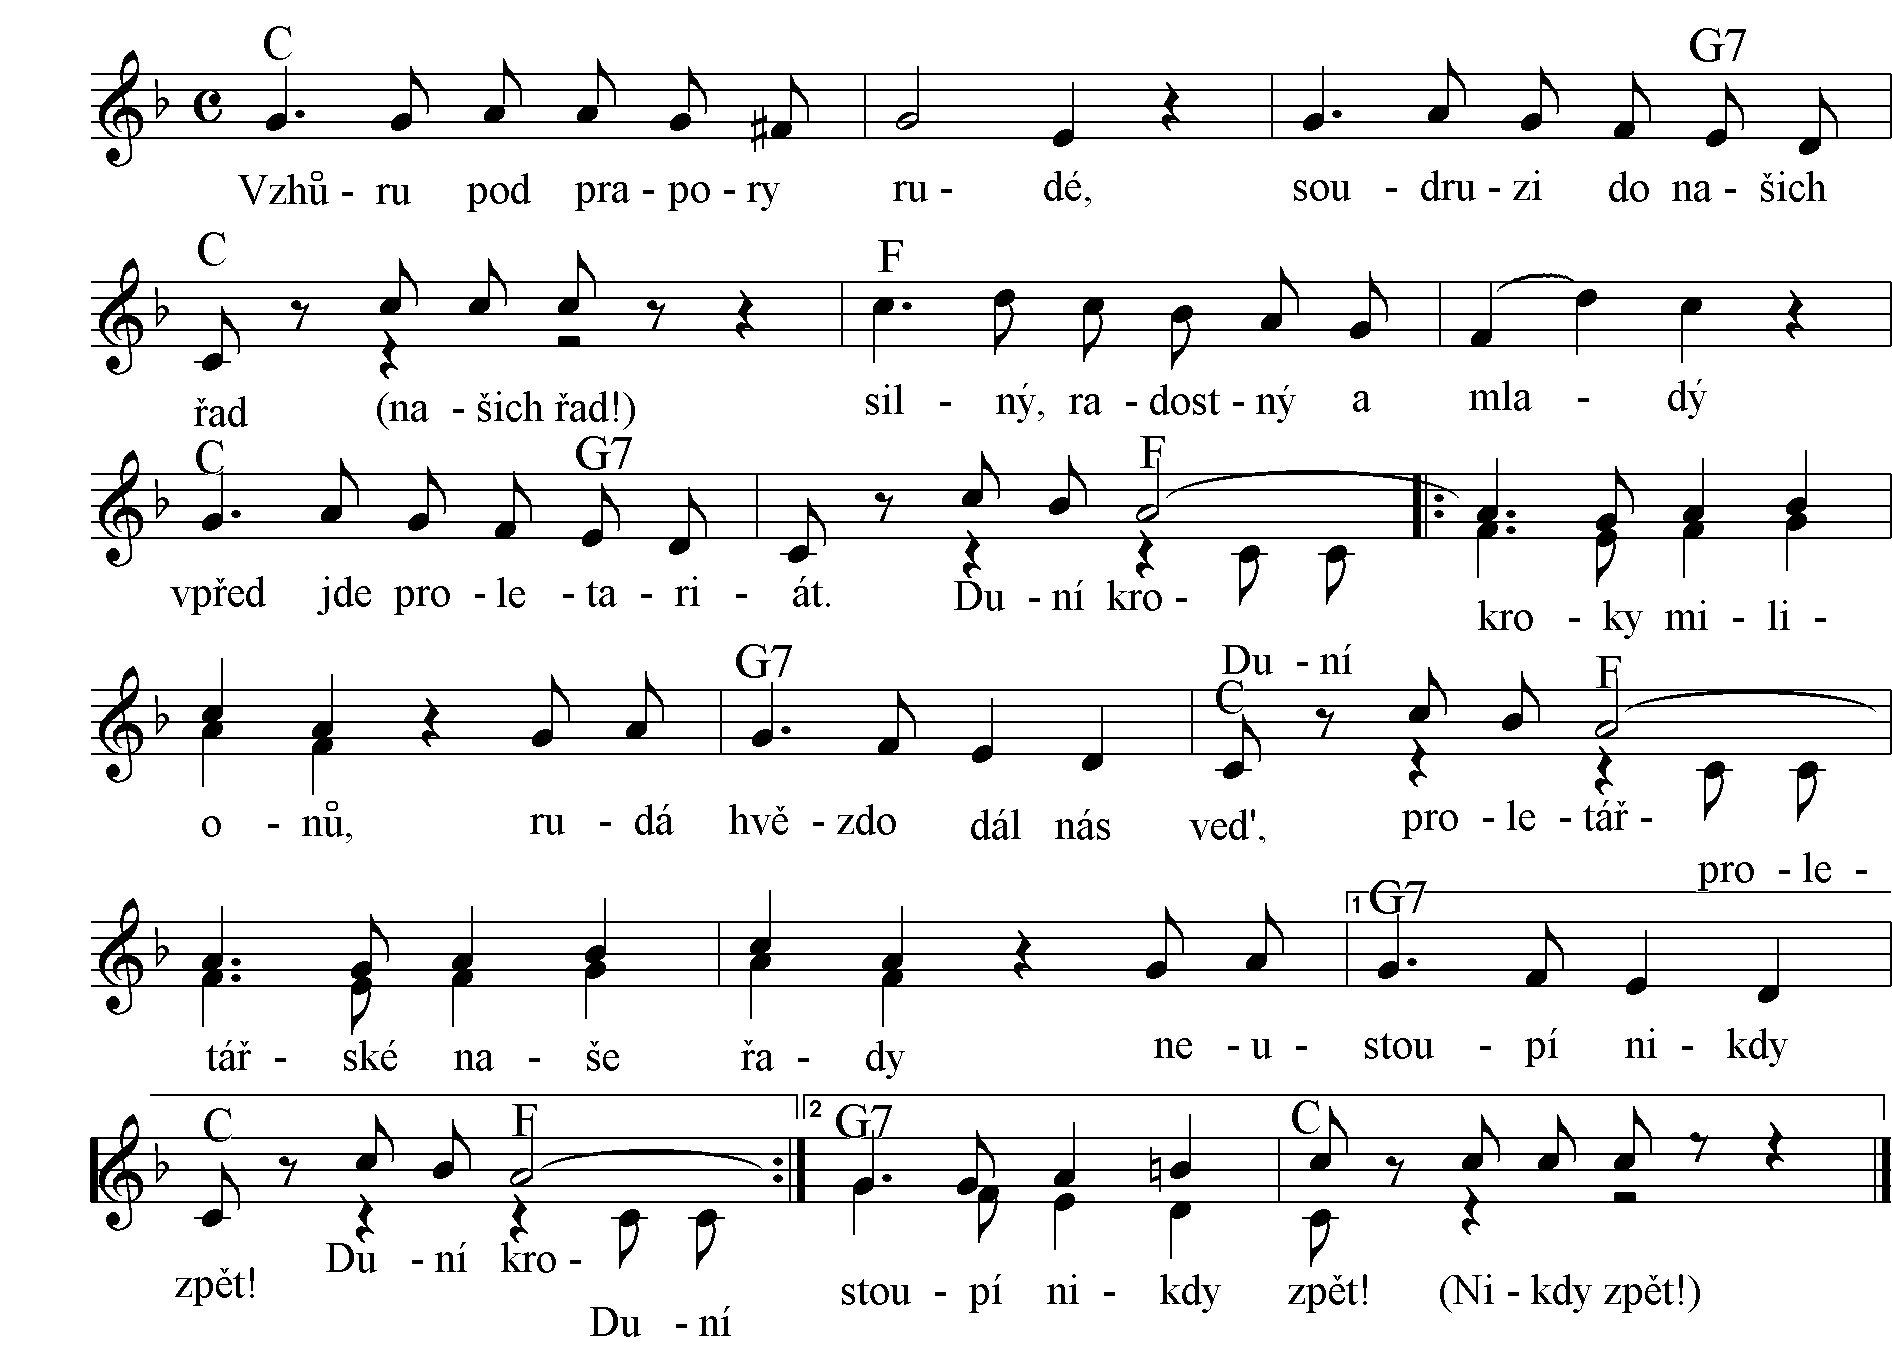 C G7
Vzhů - ru pod pra - po - ry ru - dé, sou - dru - zi do na - šich
C F
řad (na - šich řad!) sil - ný, ra - dost - ný a mla - dý
C G7 F
vpřed jde pro - le - ta - ri - át. Du - ní kro - kro - ky mi - li -
Du - ní
G7 C F
o - nů, ru - dá hvě - zdo dál nás veď, pro - le - tář -
pro - le -
1 G7
tář - ské na - še řa - dy ne - u - stou - pí ni - kdy
C F 2 G7 C
zpět! Du - ní kro - stou - pí ni - kdy zpět! (Ni - kdy zpět!)
Du - ní